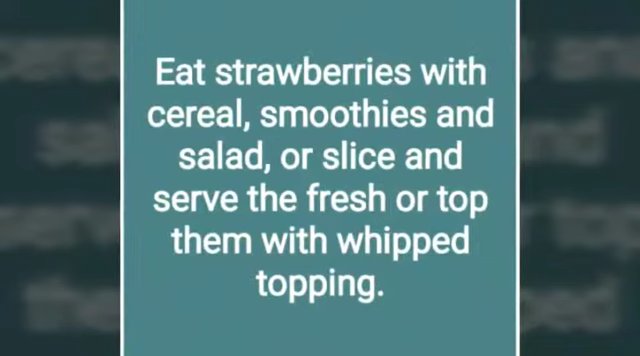 Eat strawberries with
cereal, smoothies and
salad, or slice and
serve the fresh or top
them with whipped
topping.